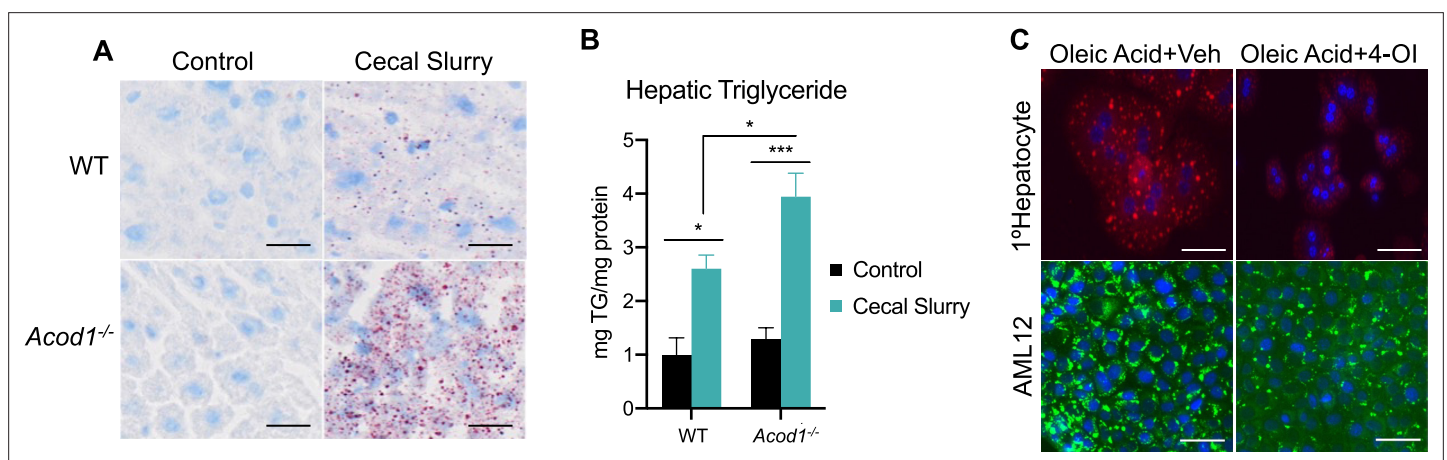 A
Control
Cecal Slurry
WT
Acod1-/-
B
Hepatic Triglyceride
mg TG/mg protein
5
4
3
2
1
0
*
*
***
WT
Acod1-/-
Control
Cecal Slurry
C
Oleic Acid+Veh
Oleic Acid+4-OI
1ºHepatocyte
AML12